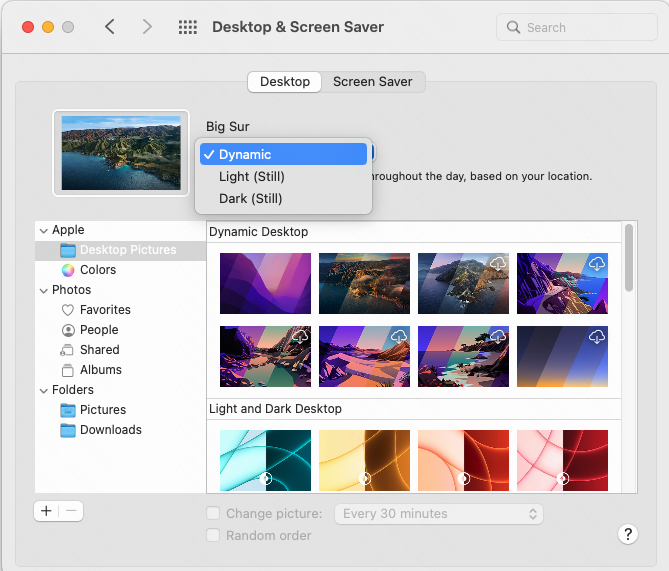 Desktop & Screen Saver
Search
Desktop
Screen Saver
Big Sur
Dynamic
Light (Still)
Dark (Still)
roughout the day, based on your location.
Apple
Desktop Pictures
Colors
Photos
Favorites
People
Shared
Albums
Folders
Pictures
Downloads
Dynamic Desktop
Light and Dark Desktop
+
−
Change picture:
Every 30 minutes
Random order
?